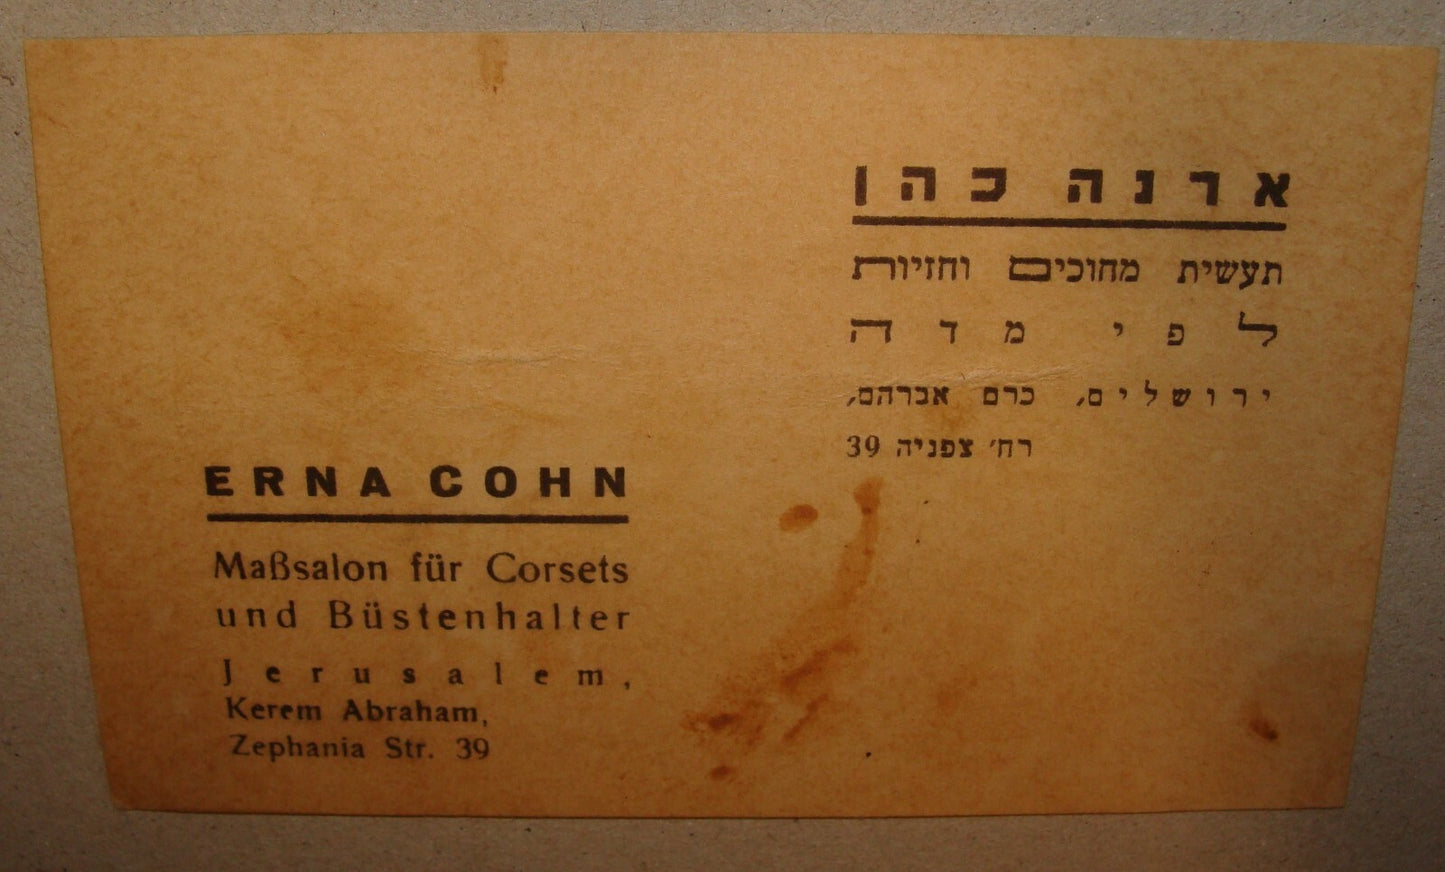 ארנה כהן
תעשית מחוכים וחזיות
לפי מדה
ירושלים, כרם אברהם,
רח׳ צפניה 39
ERNA COHN
Maßsalon für Corsets
und Büstenhalter
Jerusalem,
Kerem Abraham,
Zephania Str. 39